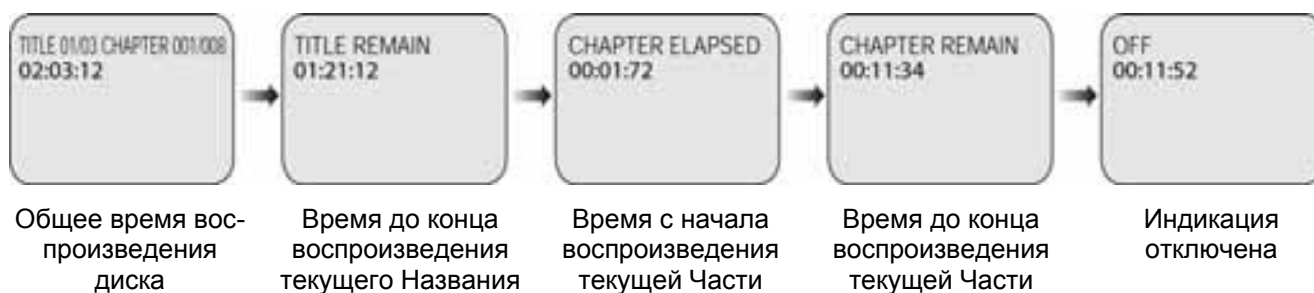 TITLE 01/03 CHAPTER 001/008
02:03:12
TITLE REMAIN
01:21:12
CHAPTER ELAPSED
00:01:72
CHAPTER REMAIN
00:11:34
OFF
00:11:52
Общее время вос-
произведения
диска
Время до конца
воспроизведения
текущего Названия
Время с начала
воспроизведения
текущей Части
Время до конца
воспроизведения
текущей Части
Индикация
отключена